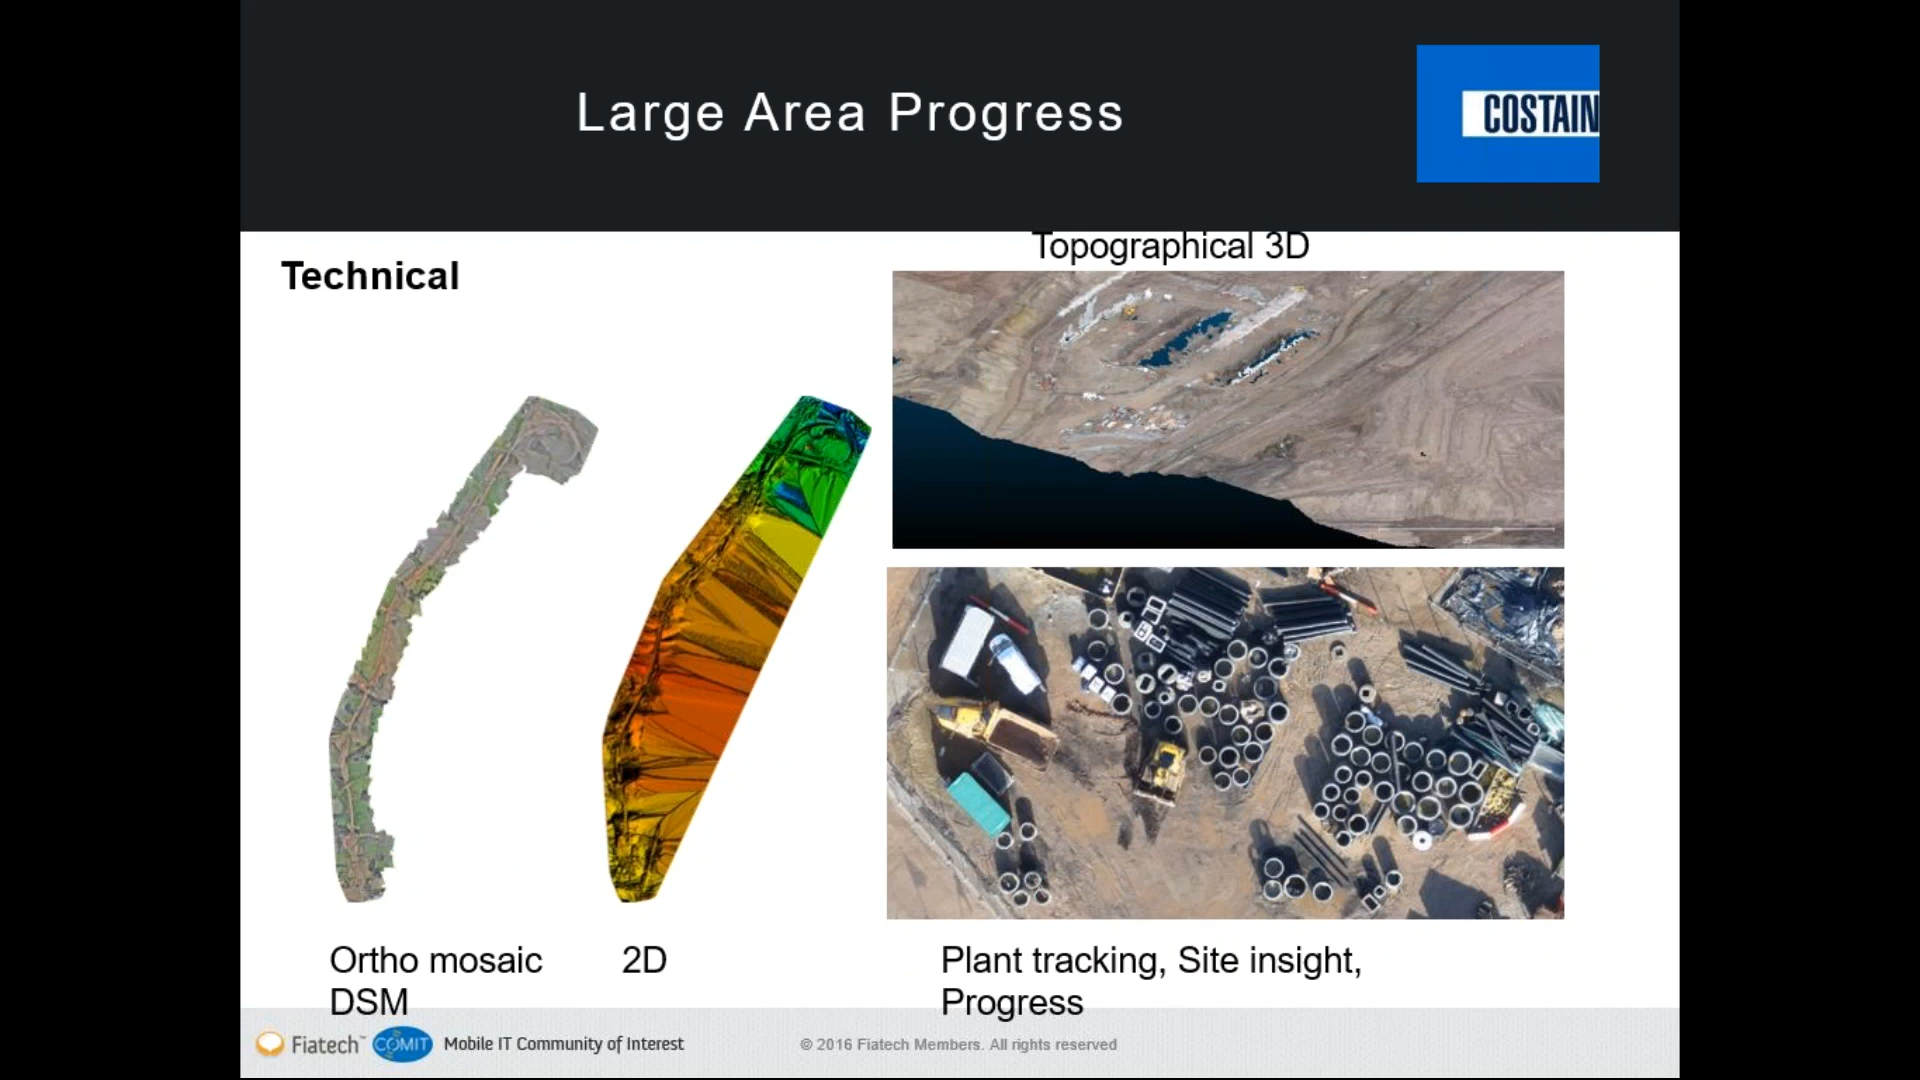 Large Area Progress
COSTAIN
Topographical 3D
Technical
Ortho mosaic 2D
DSM
Plant tracking, Site insight,
Progress
Fiatech™ COMIT Mobile IT Community of Interest
© 2016 Fiatech Members. All rights reserved